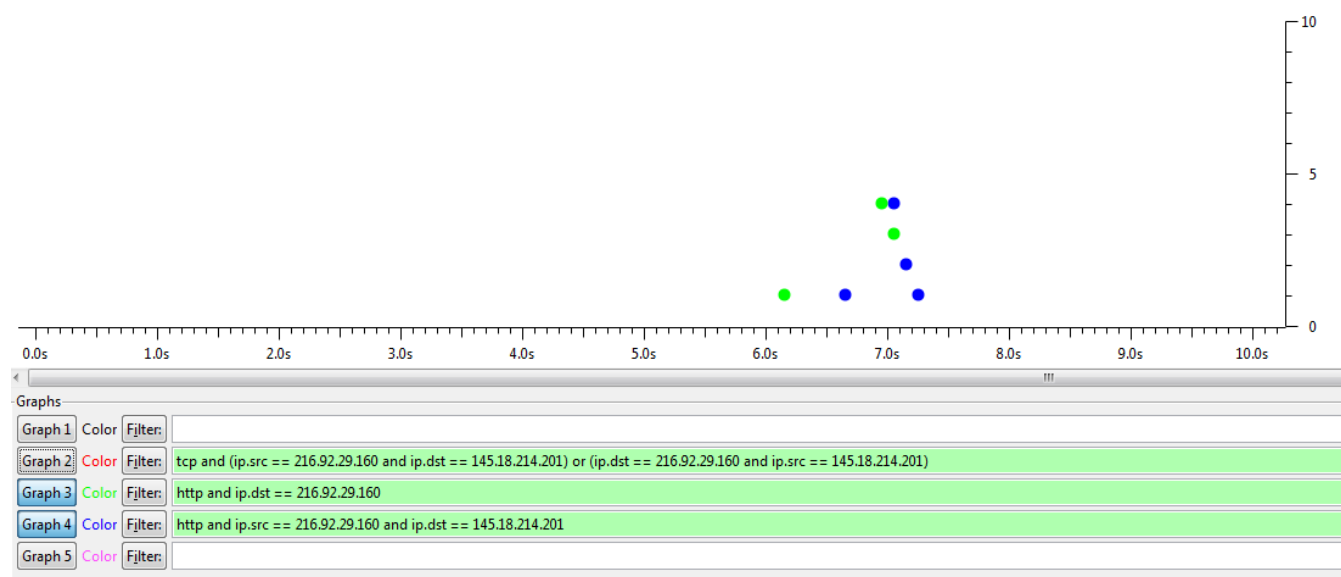 10
5
0
0.0s 1.0s 2.0s 3.0s 4.0s 5.0s 6.0s 7.0s 8.0s 9.0s 10.0s
Graphs
Graph 1 Color Filter:
Graph 2 Color Filter: tcp and (ip.src == 216.92.29.160 and ip.dst == 145.18.214.201) or (ip.dst == 216.92.29.160 and ip.src == 145.18.214.201)
Graph 3 Color Filter: http and ip.dst == 216.92.29.160
Graph 4 Color Filter: http and ip.src == 216.92.29.160 and ip.dst == 145.18.214.201
Graph 5 Color Filter: